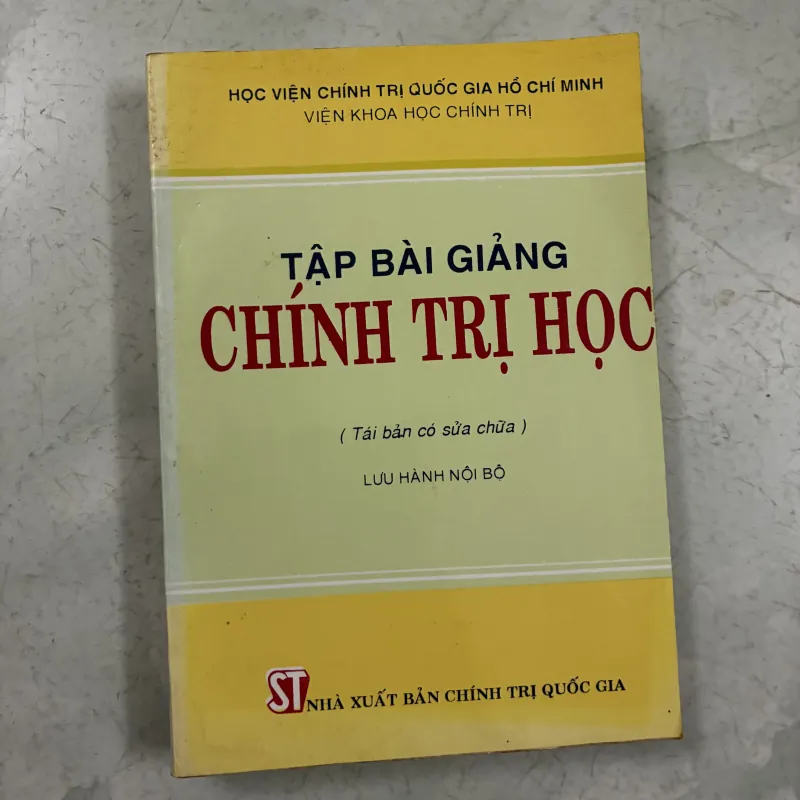 HỌC VIỆN CHÍNH TRỊ QUỐC GIA HỒ CHÍ MINH
VIỆN KHOA HỌC CHÍNH TRỊ
TẬP BÀI GIẢNG
CHÍNH TRỊ HỌC
( Tái bản có sửa chữa )
LƯU HÀNH NỘI BỘ
ST NHÀ XUẤT BẢN CHÍNH TRỊ QUỐC GIA